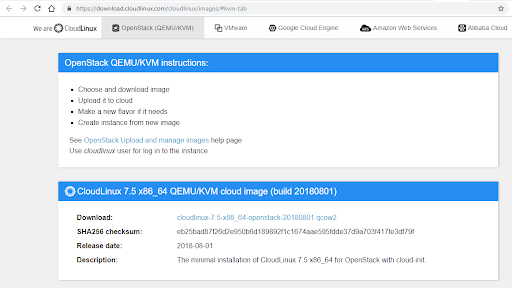 https://download.cloudlinux.com/cloudlinux/images/#kvm-tab
We are CloudLinux OpenStack (QEMU/KVM) VMware Google Cloud Engine Amazon Web Services Alibaba Cloud
OpenStack QEMU/KVM instructions:
Choose and download image
Upload it to cloud
Make a new flavor if it needs
Create instance from new image
See OpenStack Upload and manage images help page
Use cloudlinux user for log in to the instance
CloudLinux 7.5 x86_64 QEMU/KVM cloud image (build 20180801)
Download: cloudlinux-7.5-x86_64-openstack-20180801.qcow2
SHA256 checksum: eb25bad87f26d2e950b6d189892f1c1674aae595fdde37d9a703f417fe3df79f
Release date: 2018-08-01
Description: The minimal installation of CloudLinux 7.5 x86_64 for OpenStack with cloud-init.